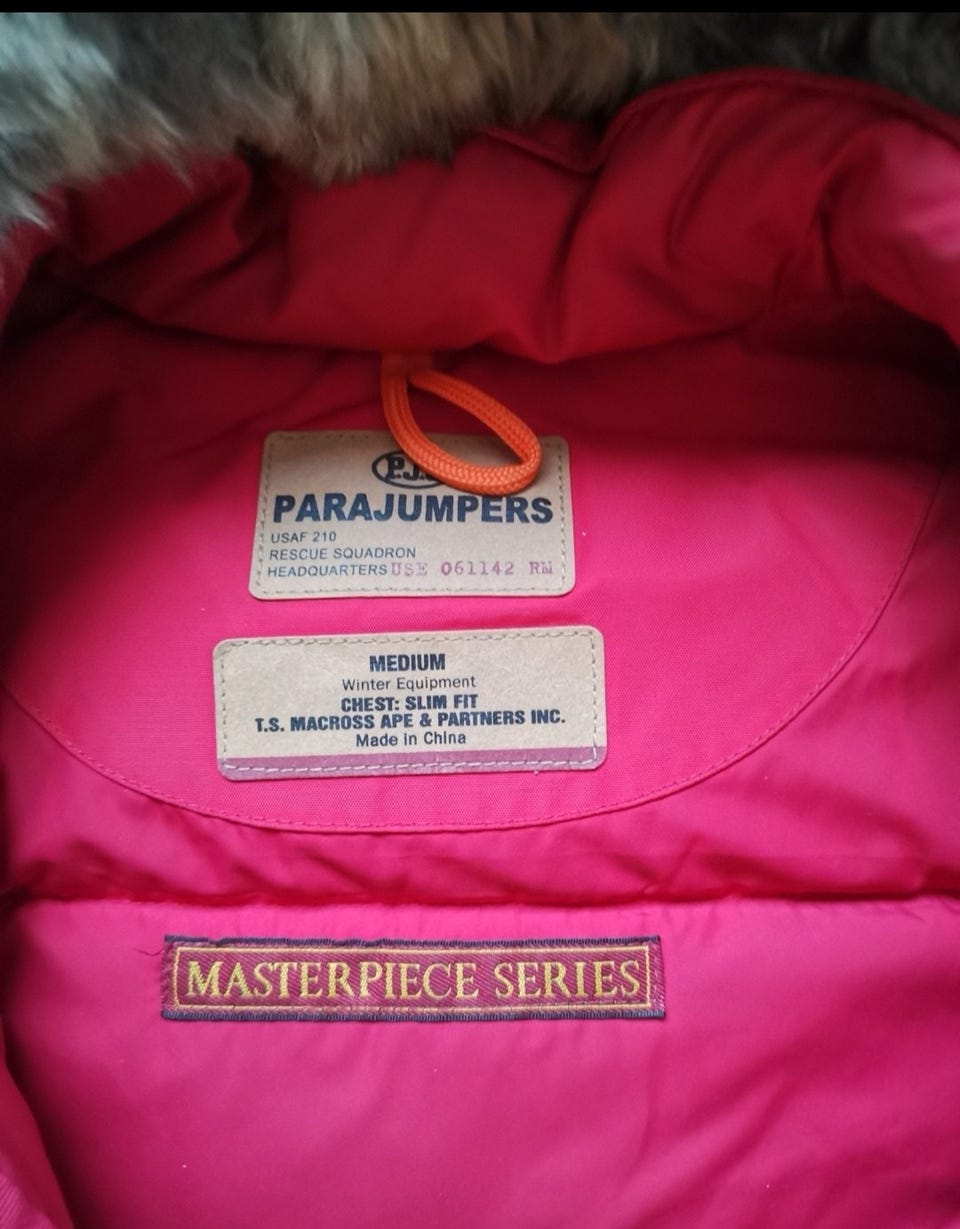 PARAJUMPERS
USAF 210
RESCUE SQUADRON
HEADQUARTERS USE 061142 RM
MEDIUM
Winter Equipment
CHEST: SLIM FIT
T.S. MACROSS APE & PARTNERS INC.
Made in China
MASTERPIECE SERIES